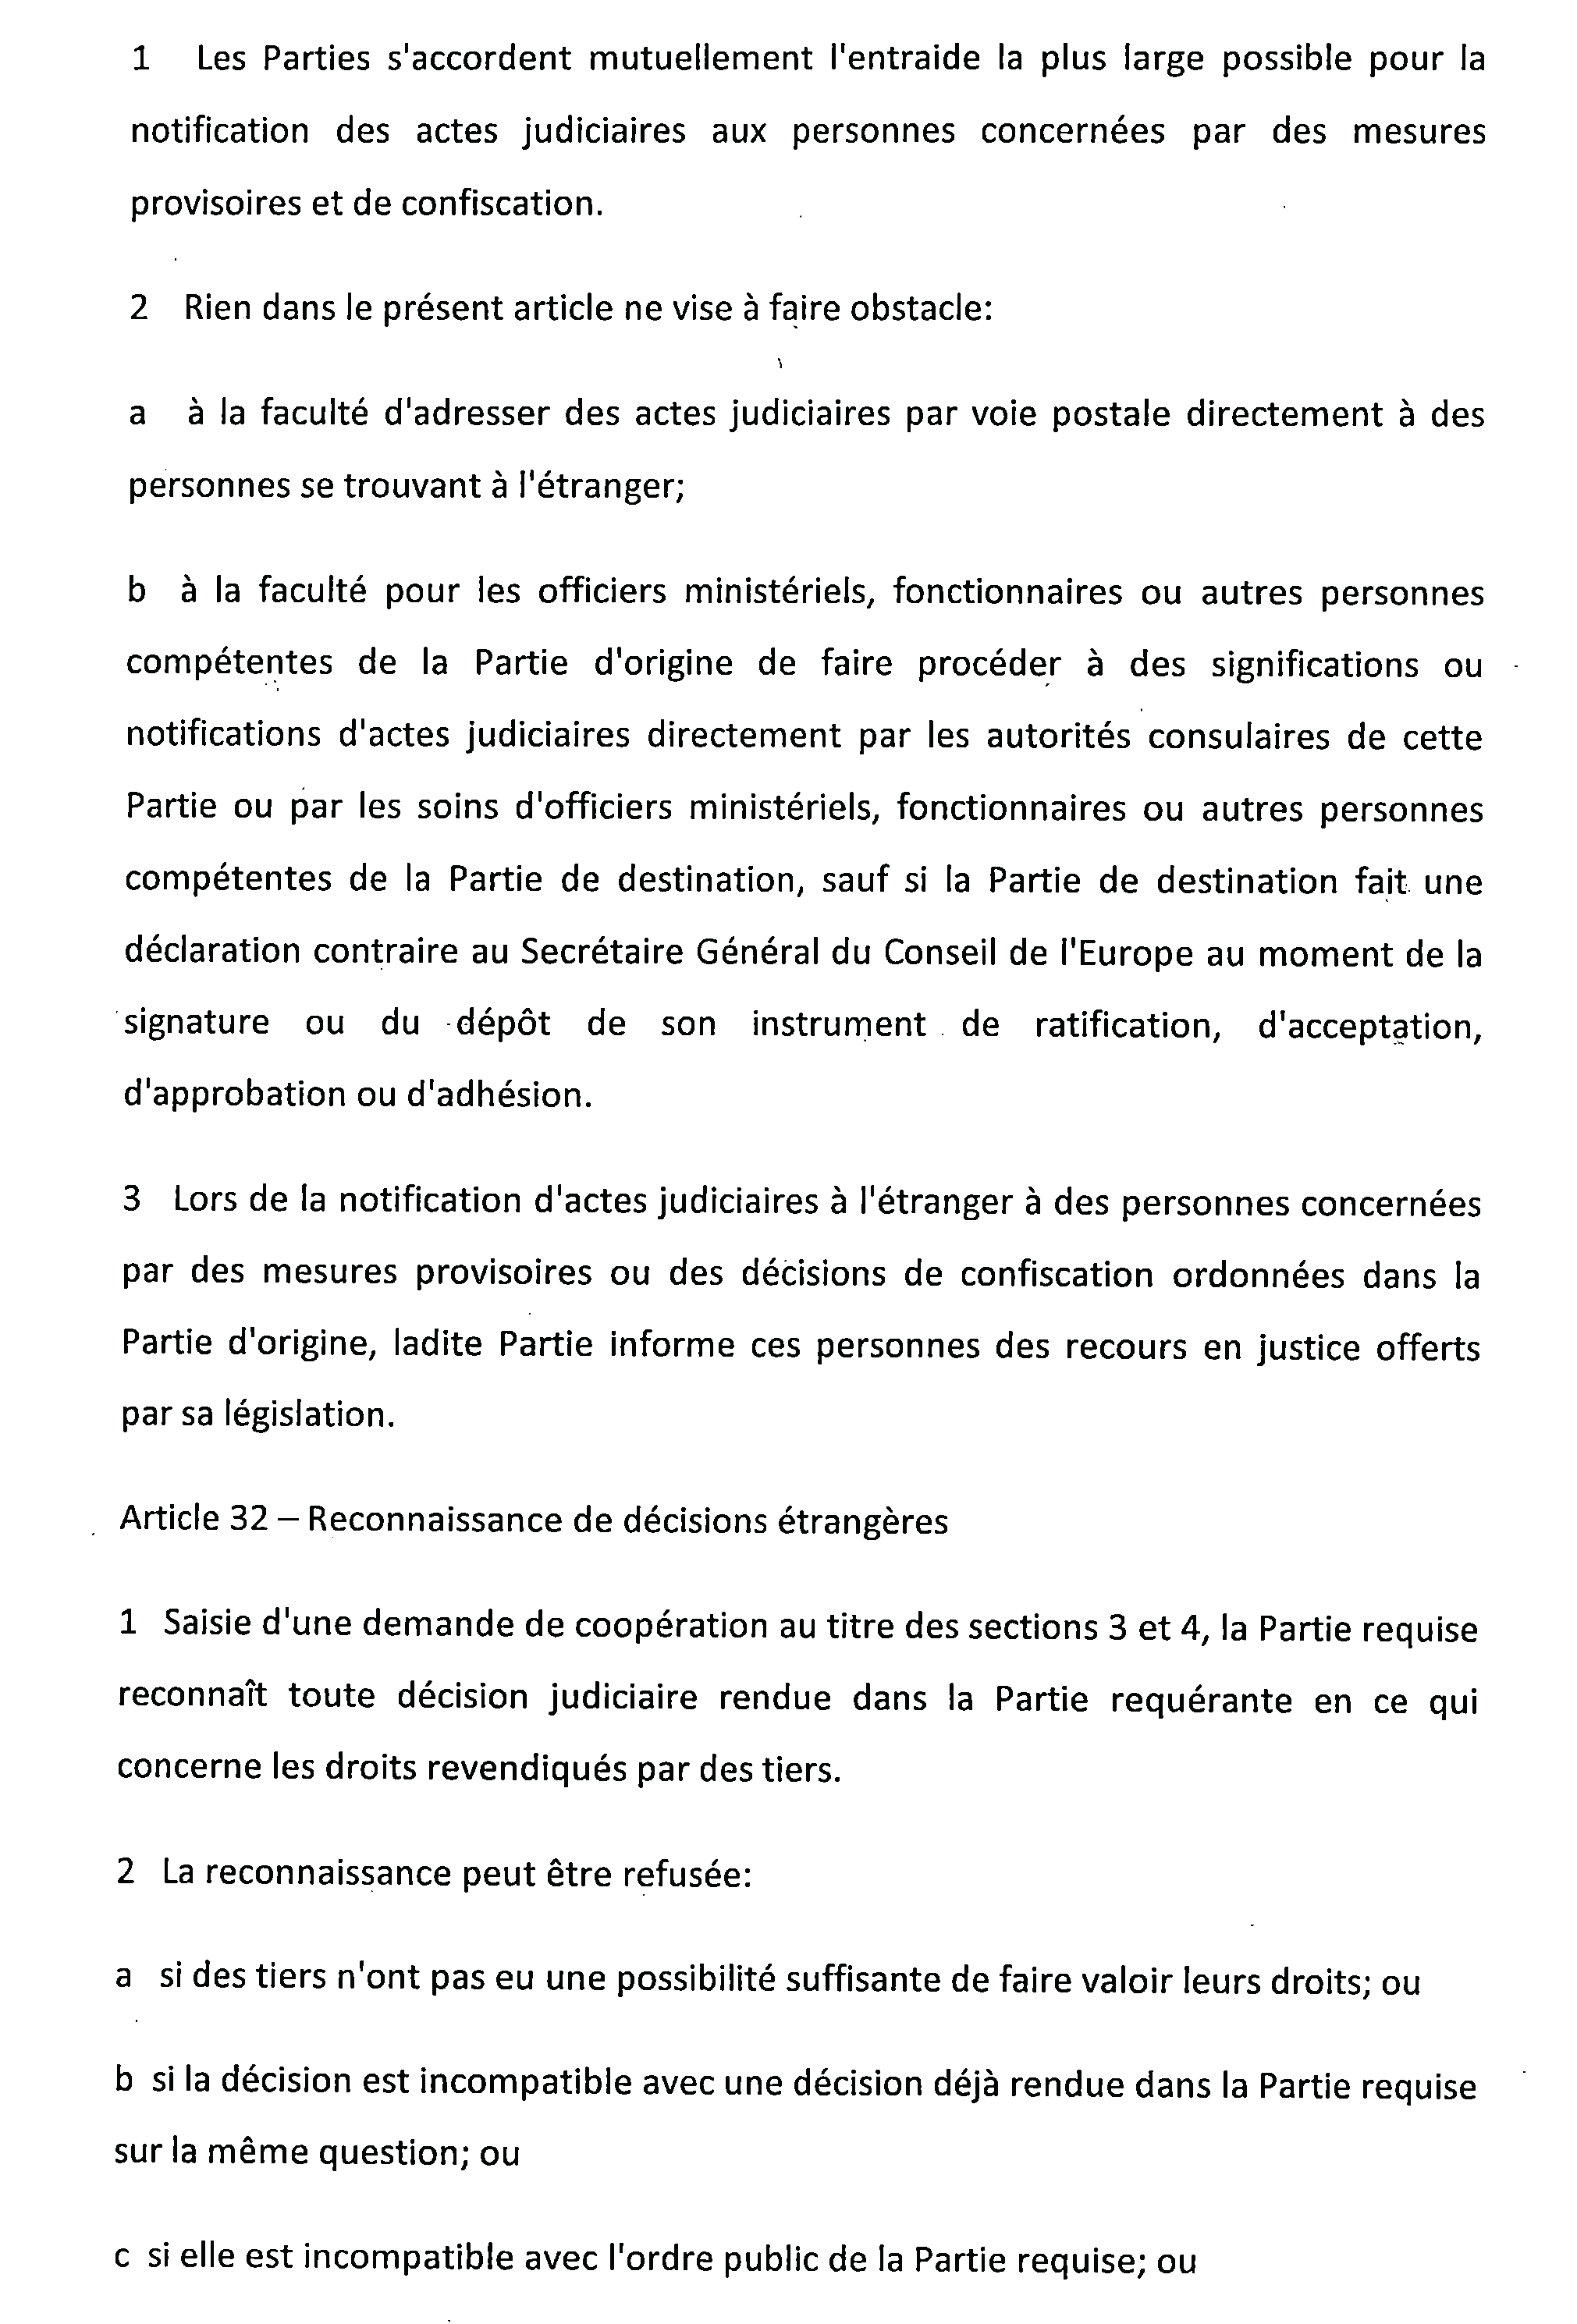 1 Les Parties s'accordent mutuellement l'entraide la plus large possible pour la
notification des actes judiciaires aux personnes concernées par des mesures
provisoires et de confiscation.
2 Rien dans le présent article ne vise à faire obstacle:
a à la faculté d'adresser des actes judiciaires par voie postale directement à des
personnes se trouvant à l'étranger;
b à la faculté pour les officiers ministériels, fonctionnaires ou autres personnes
compétentes de la Partie d'origine de faire procéder à des significations ou
notifications d'actes judiciaires directement par les autorités consulaires de cette
Partie ou par les soins d'officiers ministériels, fonctionnaires ou autres personnes
compétentes de la Partie de destination, sauf si la Partie de destination fait une
déclaration contraire au Secrétaire Général du Conseil de l'Europe au moment de la
signature ou du dépôt de son instrument de ratification, d'acceptation,
d'approbation ou d'adhésion.
3 Lors de la notification d'actes judiciaires à l'étranger à des personnes concernées
par des mesures provisoires ou des décisions de confiscation ordonnées dans la
Partie d'origine, ladite Partie informe ces personnes des recours en justice offerts
par sa législation.
Article 32 – Reconnaissance de décisions étrangères
1 Saisie d'une demande de coopération au titre des sections 3 et 4, la Partie requise
reconnaît toute décision judiciaire rendue dans la Partie requérante en ce qui
concerne les droits revendiqués par des tiers.
2 La reconnaissance peut être refusée:
a si des tiers n'ont pas eu une possibilité suffisante de faire valoir leurs droits; ou
b si la décision est incompatible avec une décision déjà rendue dans la Partie requise
sur la même question; ou
c si elle est incompatible avec l'ordre public de la Partie requise; ou